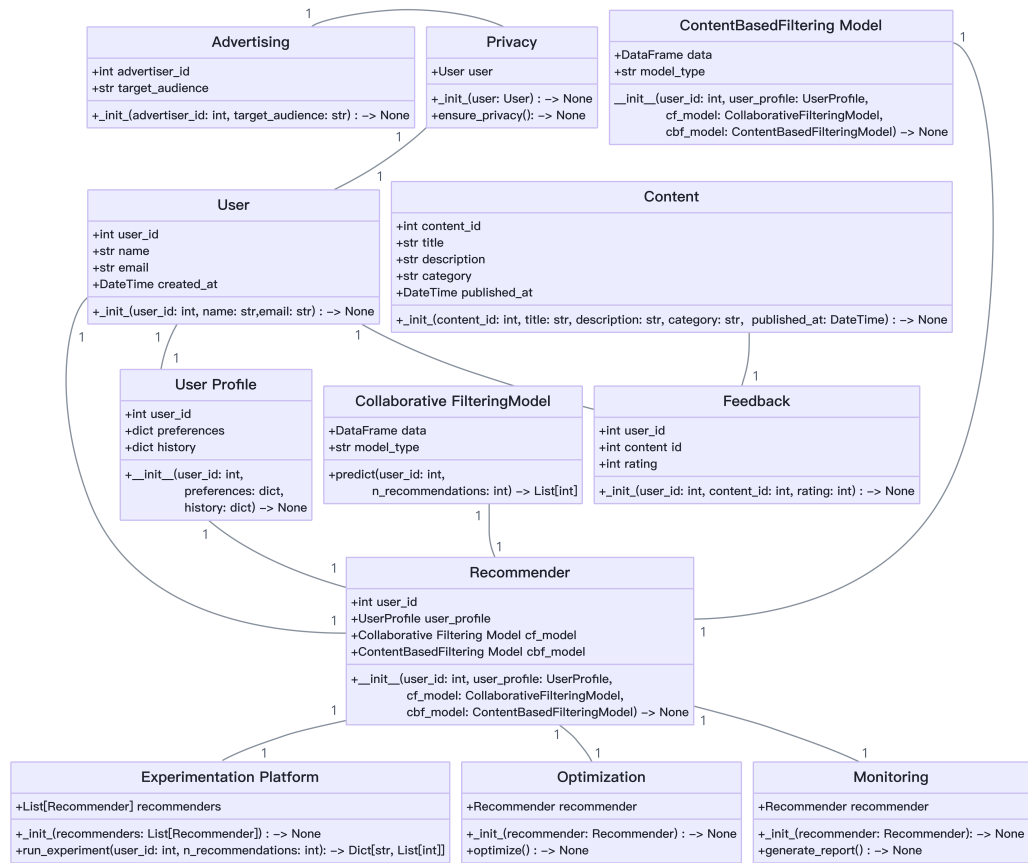 1
Advertising
+int advertiser_id
+str target_audience
+_init_(advertiser_id: int, target_audience: str) : -> None
Privacy
+User user
+_init_(user: User) : -> None
+ensure_privacy(): -> None
ContentBasedFiltering Model
+DataFrame data
+str model_type
__init__(user_id: int, user_profile: UserProfile,
cf_model: CollaborativeFilteringModel,
cbf_model: ContentBasedFilteringModel) -> None
1
1
1
User
+int user_id
+str name
+str email
+DateTime created_at
+_init_(user_id: int, name: str,email: str) : -> None
Content
+int content_id
+str title
+str description
+str category
+DateTime published_at
+_init_(content_id: int, title: str, description: str, category: str, published_at: DateTime) : -> None
1
1
1
1
1
User Profile
+int user_id
+dict preferences
+dict history
+__init__(user_id: int,
preferences: dict,
history: dict) -> None
Collaborative FilteringModel
+DataFrame data
+str model_type
+predict(user_id: int,
n_recommendations: int) -> List[int]
Feedback
+int user_id
+int content id
+int rating
+_init_(user_id: int, content_id: int, rating: int) : -> None
1
1
1
1
Recommender
+int user_id
+UserProfile user_profile
+Collaborative Filtering Model cf_model
+ContentBasedFiltering Model cbf_model
+__init__(user_id: int, user_profile: UserProfile,
cf_model: CollaborativeFilteringModel,
cbf_model: ContentBasedFilteringModel) -> None
1
1
1
1
1
1
1
1
Experimentation Platform
+List[Recommender] recommenders
+_init_(recommenders: List[Recommender]) : -> None
+run_experiment(user_id: int, n_recommendations: int): -> Dict[str, List[int]]
Optimization
+Recommender recommender
+_init_(recommender: Recommender) : -> None
+optimize() : -> None
Monitoring
+Recommender recommender
+_init_(recommender: Recommender): -> None
+generate_report() : -> None